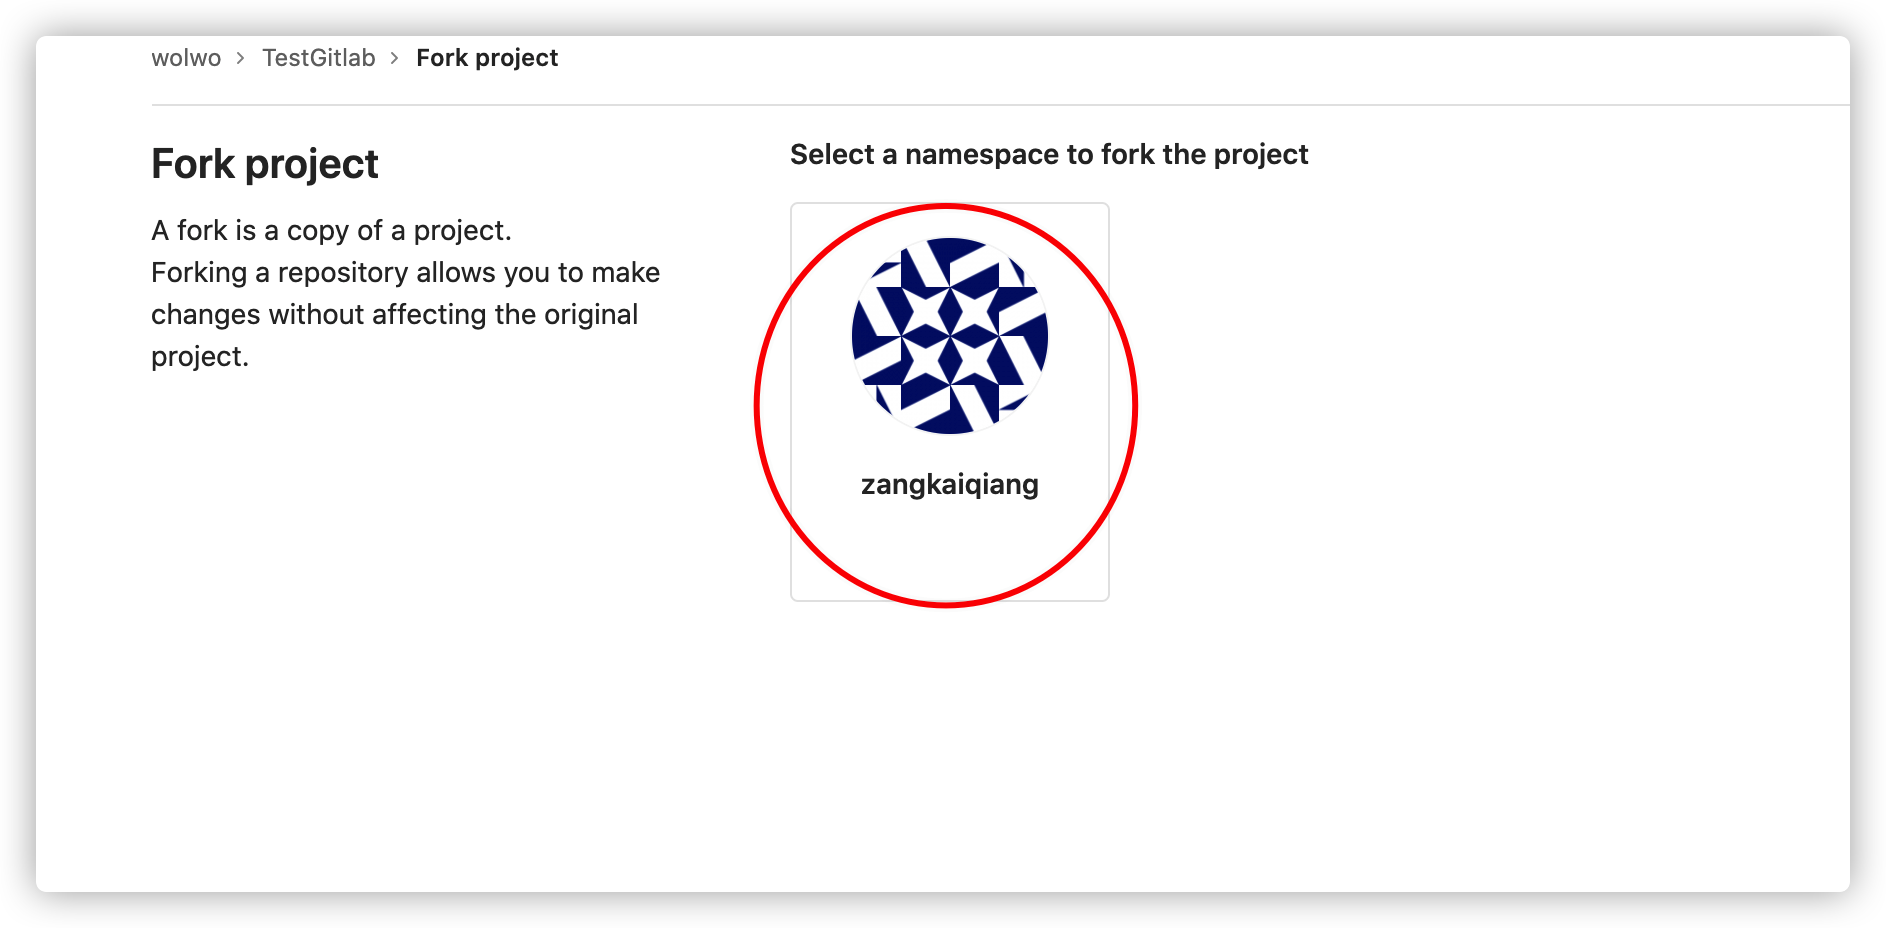 wolwo > TestGitlab > Fork project
Fork project
A fork is a copy of a project.
Forking a repository allows you to make
changes without affecting the original
project.
Select a namespace to fork the project
zangkaiqiang